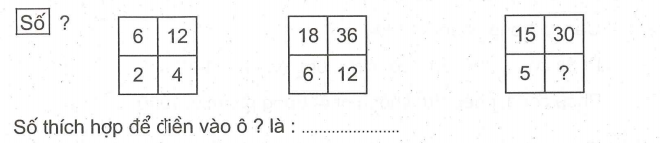 Số ?
6 12 18 36 15 30
2 4 6 12 5 ?
Số thích hợp để điền vào ô ? là : ........................